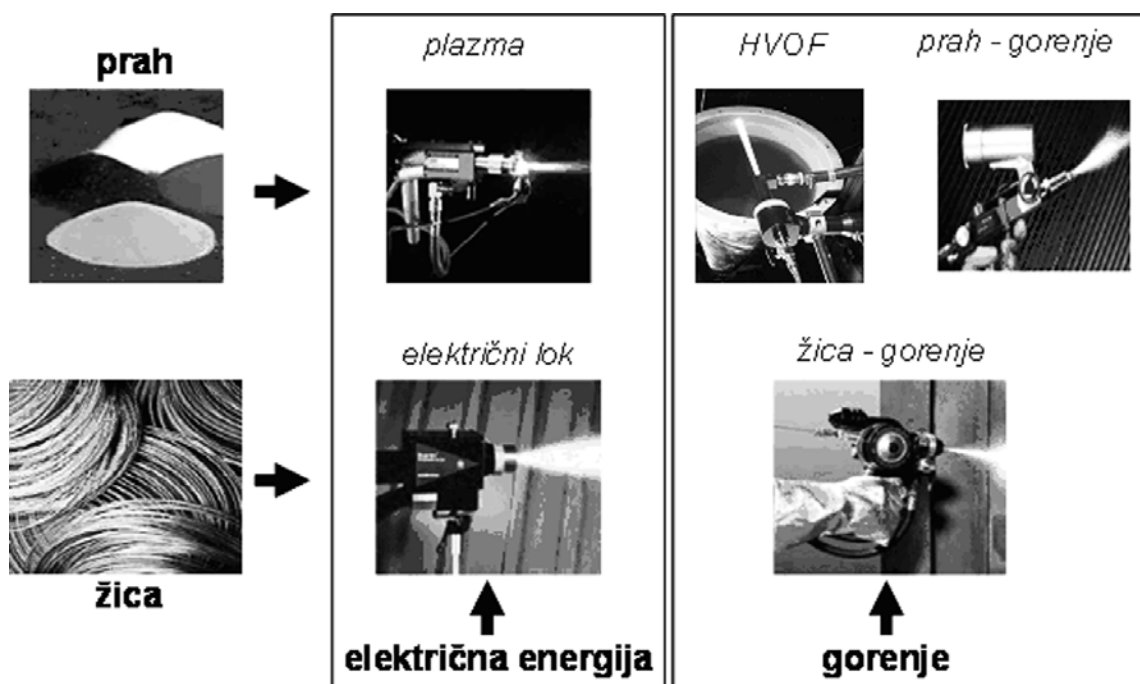 prah
plazma
HVOF
prah - gorenje
električni lok
žica - gorenje
žica
električna energija
gorenje